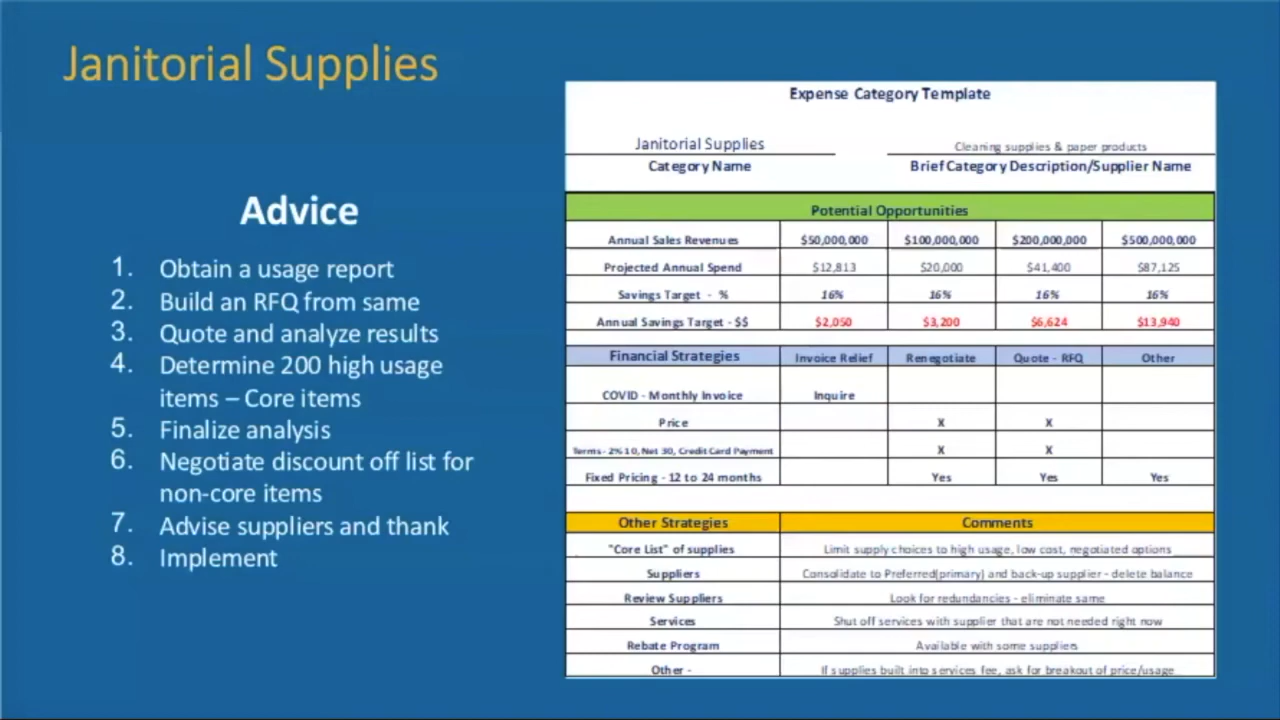 Janitorial Supplies
Advice
1. Obtain a usage report
2. Build an RFQ from same
3. Quote and analyze results
4. Determine 200 high usage
items – Core items
5. Finalize analysis
6. Negotiate discount off list for
non-core items
7. Advise suppliers and thank
8. Implement
Expense Category Template
Janitorial Supplies Cleaning supplies & paper products
Category Name Brief Category Description/Supplier Name
Potential Opportunities
Annual Sales Revenues $50,000,000 $100,000,000 $200,000,000 $500,000,000
Projected Annual Spend $12,813 $20,000 $41,400 $87,125
Savings Target - % 16% 16% 16% 16%
Annual Savings Target - $$ $2,050 $3,200 $6,624 $13,940
Financial Strategies Invoice Relief Renegotiate Quote - RFQ Other
COVID - Monthly Invoice Inquire
Price X X
Terms - 2% 10, Net 30, Credit Card Payment X X
Fixed Pricing - 12 to 24 months Yes Yes Yes
Other Strategies Comments
"Core List" of supplies Limit supply choices to high usage, low cost, negotiated options
Suppliers Consolidate to Preferred(primary) and back-up supplier - delete balance
Review Suppliers Look for redundancies - eliminate same
Services Shut off services with supplier that are not needed right now
Rebate Program Available with some suppliers
Other - If supplies built into services fee, ask for breakout of price/usage